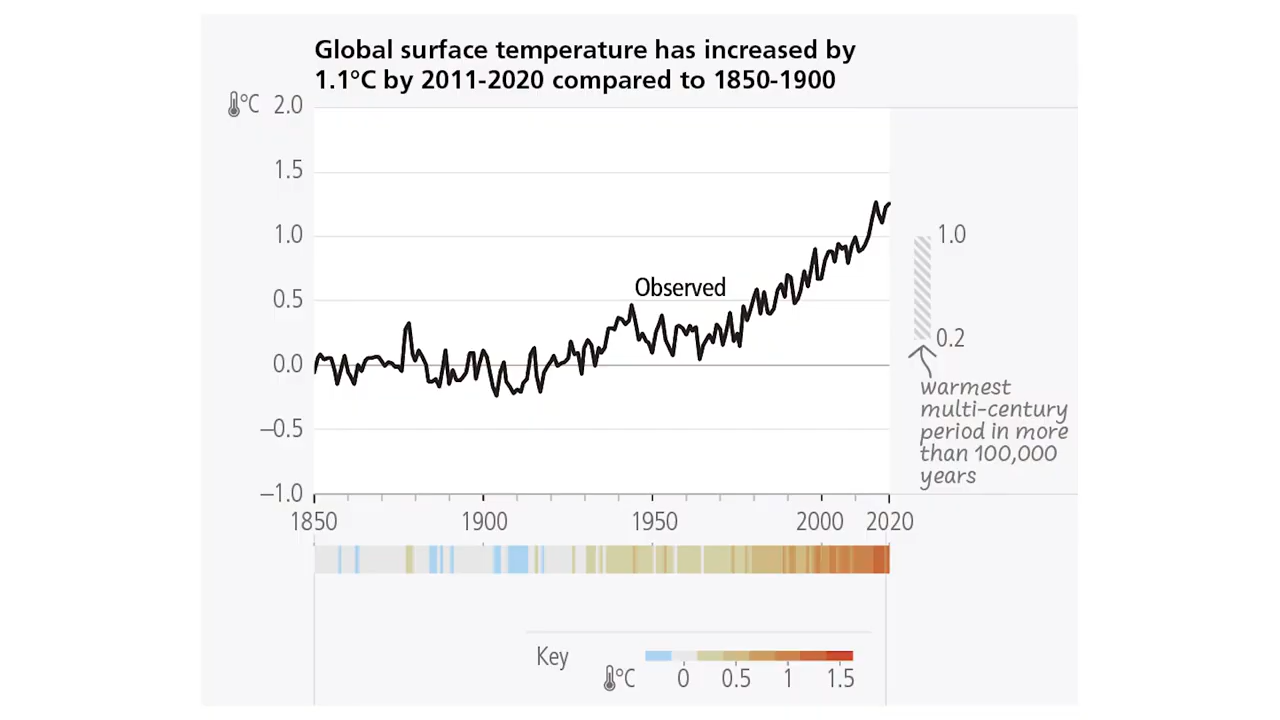 Global surface temperature has increased by
1.1°C by 2011-2020 compared to 1850-1900
°C 2.0
1.5
1.0
0.5
0.0
–0.5
–1.0
Observed
1.0
0.2
warmest
multi-century
period in more
than 100,000
years
1850 1900 1950 2000 2020
Key
°C 0 0.5 1 1.5